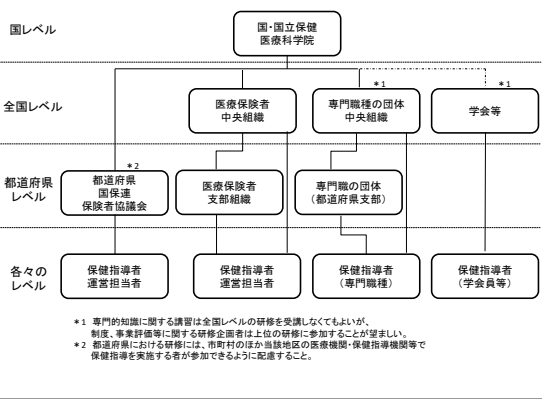 国レベル
国・国立保健
医療科学院
全国レベル
医療保険者
中央組織
＊1
専門職種の団体
中央組織
＊1
学会等
都道府県
レベル
＊2
都道府県
国保連
保険者協議会
医療保険者
支部組織
専門職の団体
（都道府県支部）
各々の
レベル
保健指導者
運営担当者
保健指導者
運営担当者
保健指導者
（専門職種）
保健指導者
（学会員等）
＊1　専門的知識に関する講習は全国レベルの研修を受講しなくてもよいが、
制度、事業評価等に関する研修企画者は上位の研修に参加することが望ましい。
＊2　都道府県における研修には、市町村のほか当該地区の医療機関・保健指導機関等で
保健指導を実施する者が参加できるように配慮すること。